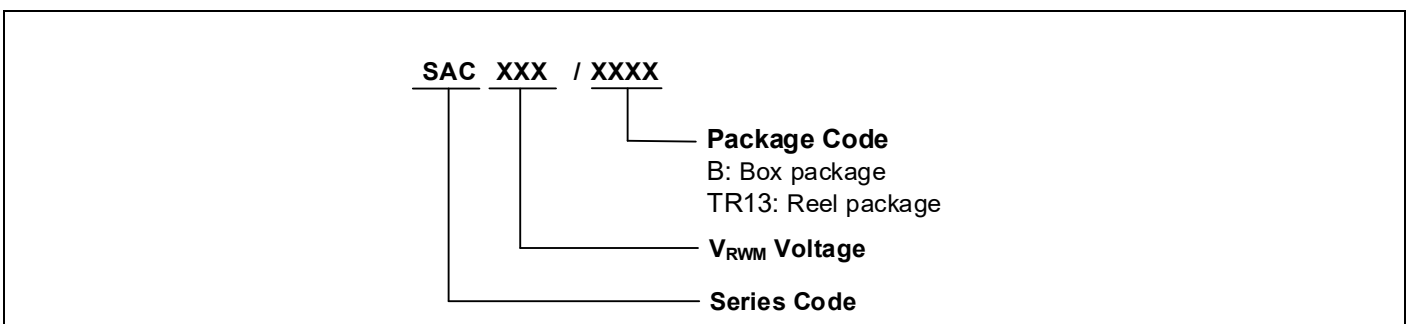 SAC XXX / XXXX
Package Code
B: Box package
TR13: Reel package
VRWM Voltage
Series Code